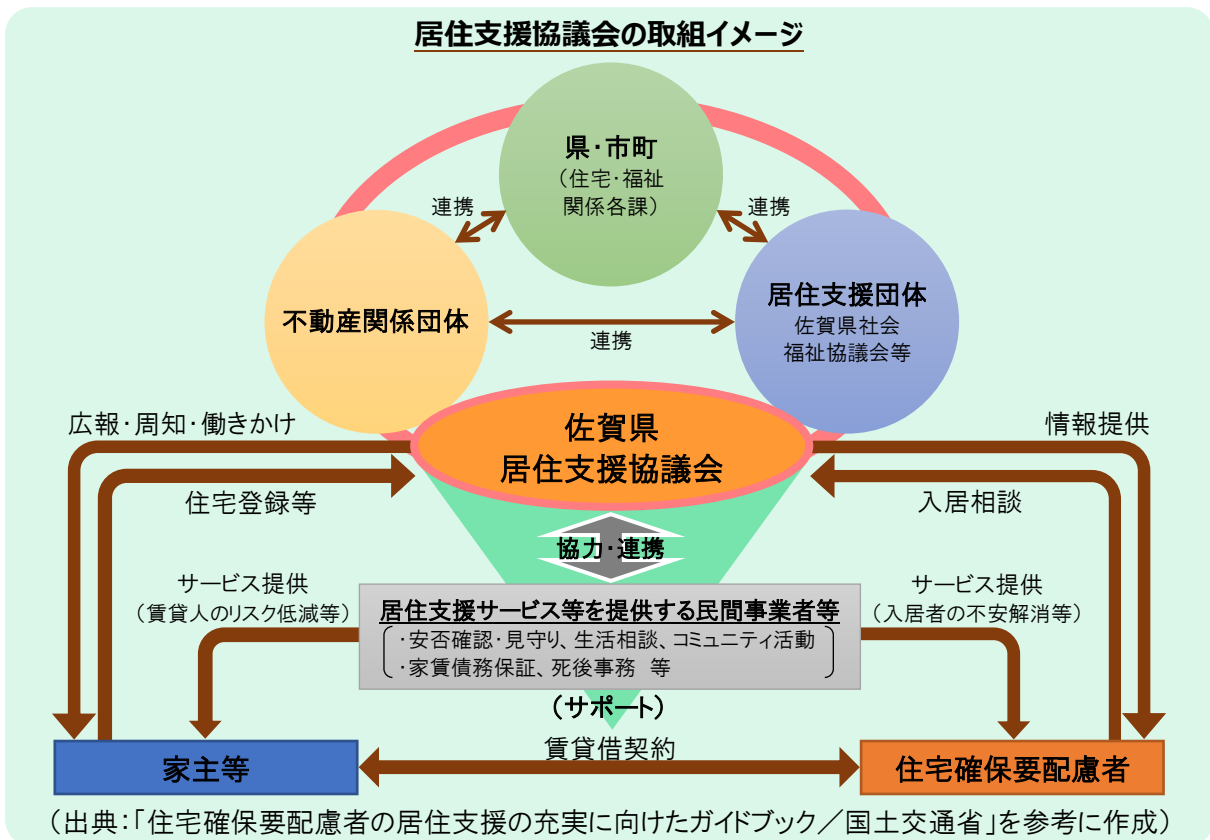 居住支援協議会の取組イメージ
県・市町
（住宅・福祉
関係各課）
連携
連携
不動産関係団体
居住支援団体
佐賀県社会
福祉協議会等
連携
広報・周知・働きかけ
佐賀県
居住支援協議会
情報提供
住宅登録等
入居相談
協力・連携
サービス提供
（賃貸人のリスク低減等）
居住支援サービス等を提供する民間事業者等
・安否確認・見守り、生活相談、コミュニティ活動
・家賃債務保証、死後事務　等
サービス提供
（入居者の不安解消等）
（サポート）
賃貸借契約
家主等
住宅確保要配慮者
（出典：「住宅確保要配慮者の居住支援の充実に向けたガイドブック／国土交通省」を参考に作成）